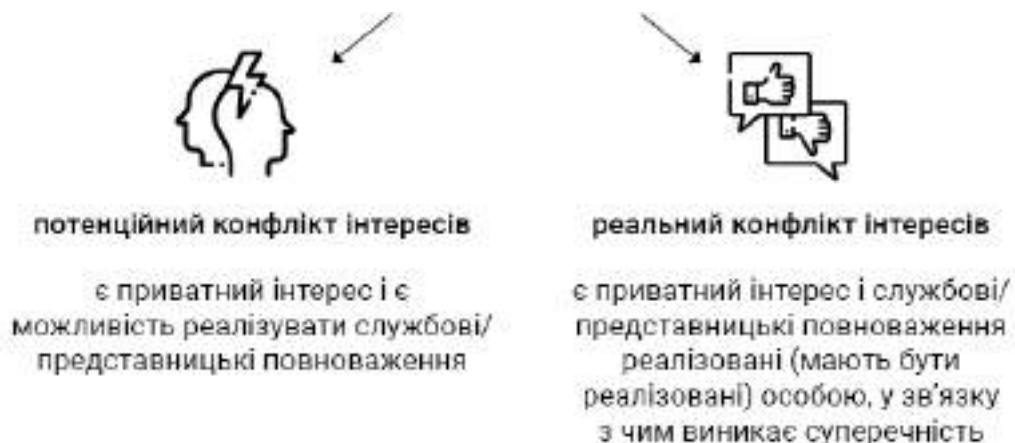 потенційний конфлікт інтересів
є приватний інтерес і є
можливість реалізувати службові/
представницькі повноваження
реальний конфлікт інтересів
є приватний інтерес і службові/
представницькі повноваження
реалізовані (мають бути
реалізовані) особою, у зв'язку
з чим виникає суперечність